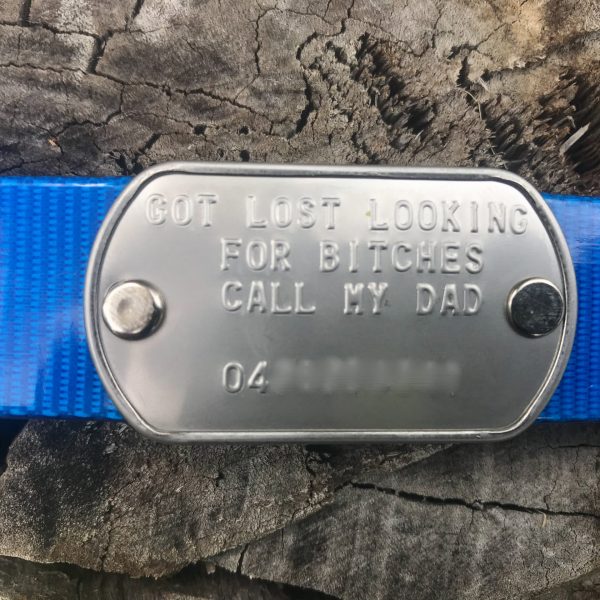 GOT LOST LOOKING
FOR BITCHES
CALL MY DAD
04